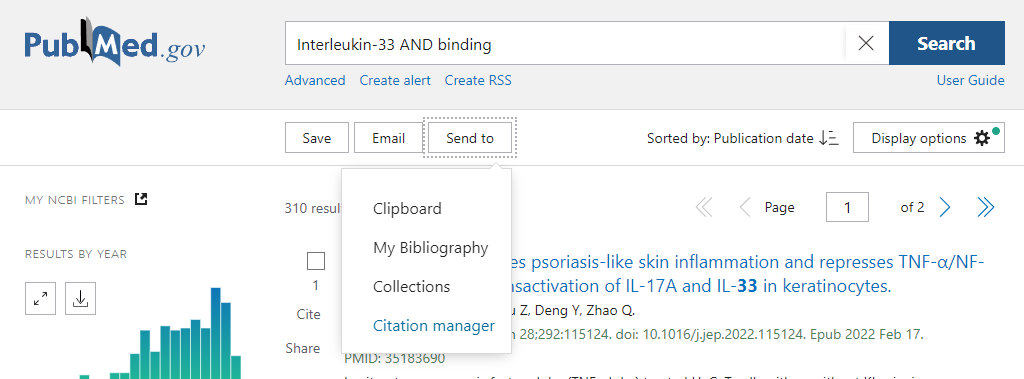 PubMed.gov
Interleukin-33 AND binding
Search
Advanced Create alert Create RSS
User Guide
Save Email Send to
Sorted by: Publication date
Display options
MY NCBI FILTERS
310
Clipboard
My Bibliography
Collections
Citation manager
Page 1 of 2
RESULTS BY YEAR
1
Cite
Share
psoriasis-like skin inflammation and represses TNF-α/NF-
of IL-17A and IL-33 in keratinocytes.
Z, Deng Y, Zhao Q.
28;292:115124. doi: 10.1016/j.jep.2022.115124. Epub 2022 Feb 17.
PMID: 35183690